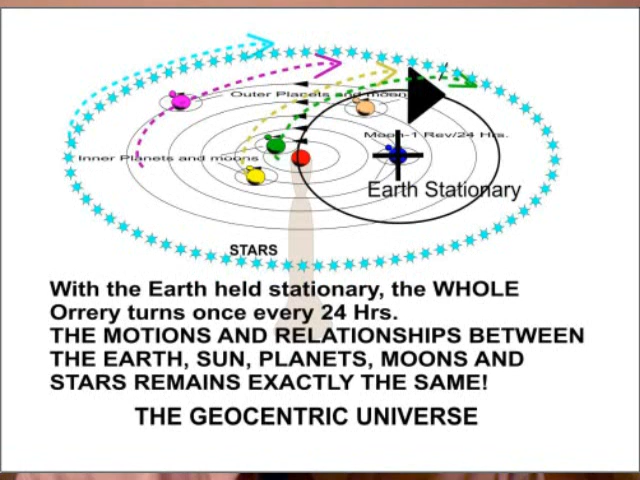 Outer Planets and moons
Moon-1 Rev/24 Hrs.
Inner Planets and moons
Earth Stationary
STARS
With the Earth held stationary, the WHOLE
Orrery turns once every 24 Hrs.
THE MOTIONS AND RELATIONSHIPS BETWEEN
THE EARTH, SUN, PLANETS, MOONS AND
STARS REMAINS EXACTLY THE SAME!
THE GEOCENTRIC UNIVERSE